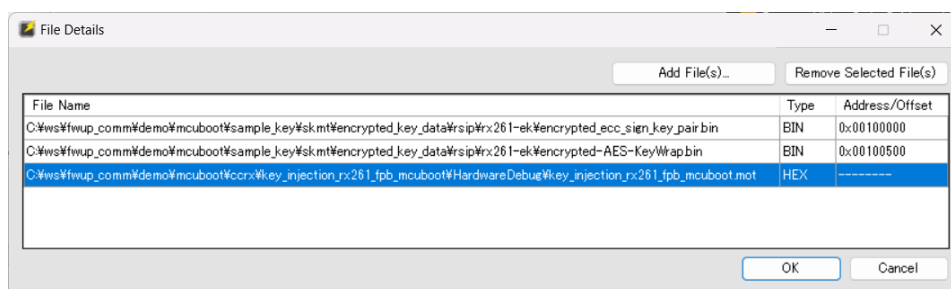 File Details
Add File(s)... Remove Selected File(s)
File Name Type Address/Offset
C:¥ws¥fwup_comm¥demo¥mcuboot¥sample_key¥skmt¥encrypted_key_data¥rsip¥rx261-ek¥encrypted_ecc_sign_key_pair.bin BIN 0x00100000
C:¥ws¥fwup_comm¥demo¥mcuboot¥sample_key¥skmt¥encrypted_key_data¥rsip¥rx261-ek¥encrypted-AES-KeyWrap.bin BIN 0x00100500
C:¥ws¥fwup_comm¥demo¥mcuboot¥ccrx¥key_injection_rx261_fpb_mcuboot¥HardwareDebug¥key_injection_rx261_fpb_mcuboot.mot HEX --------
OK Cancel